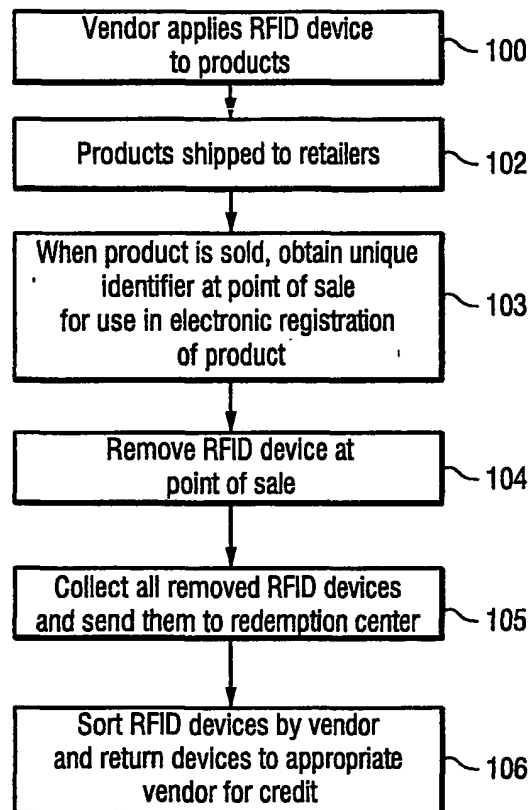 Vendor applies RFID device
to products
100
Products shipped to retailers
102
When product is sold, obtain unique
identifier at point of sale
for use in electronic registration
of product
103
Remove RFID device at
point of sale
104
Collect all removed RFID devices
and send them to redemption center
105
Sort RFID devices by vendor
and return devices to appropriate
vendor for credit
106